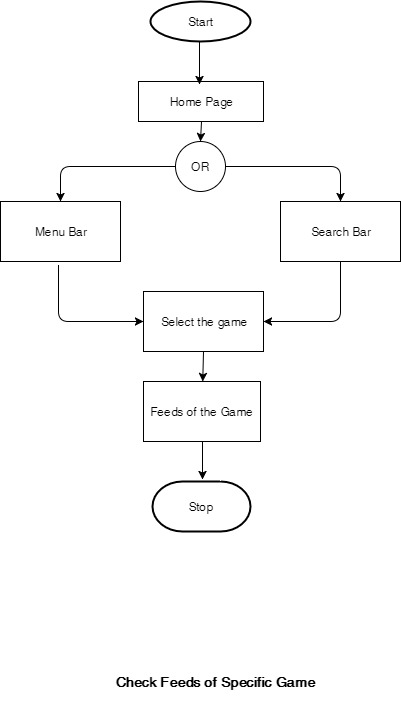 Start
Home Page
OR
Menu Bar
Search Bar
Select the game
Feeds of the Game
Stop
Check Feeds of Specific Game